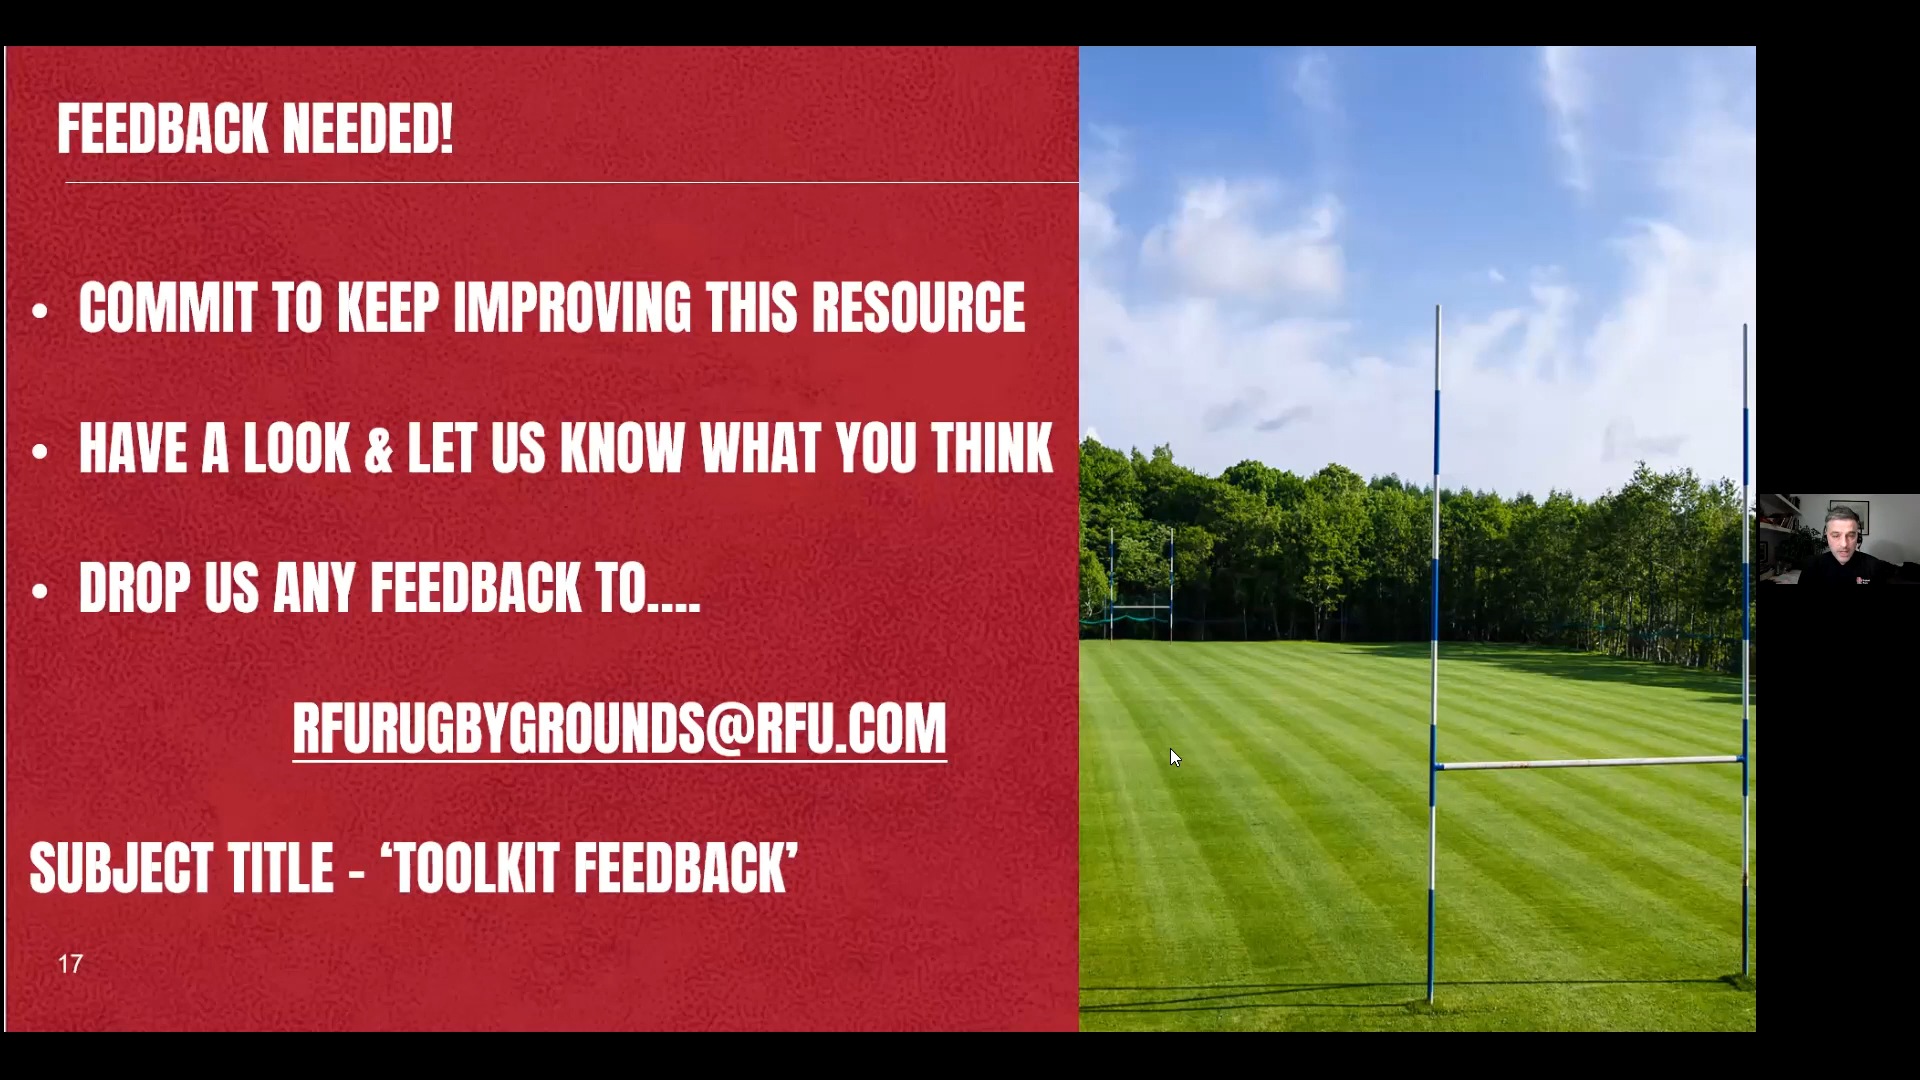 FEEDBACK NEEDED!
• COMMIT TO KEEP IMPROVING THIS RESOURCE
• HAVE A LOOK & LET US KNOW WHAT YOU THINK
• DROP US ANY FEEDBACK TO....
RFURUGBYGROUNDS@RFU.COM
SUBJECT TITLE - ‘TOOLKIT FEEDBACK’
17